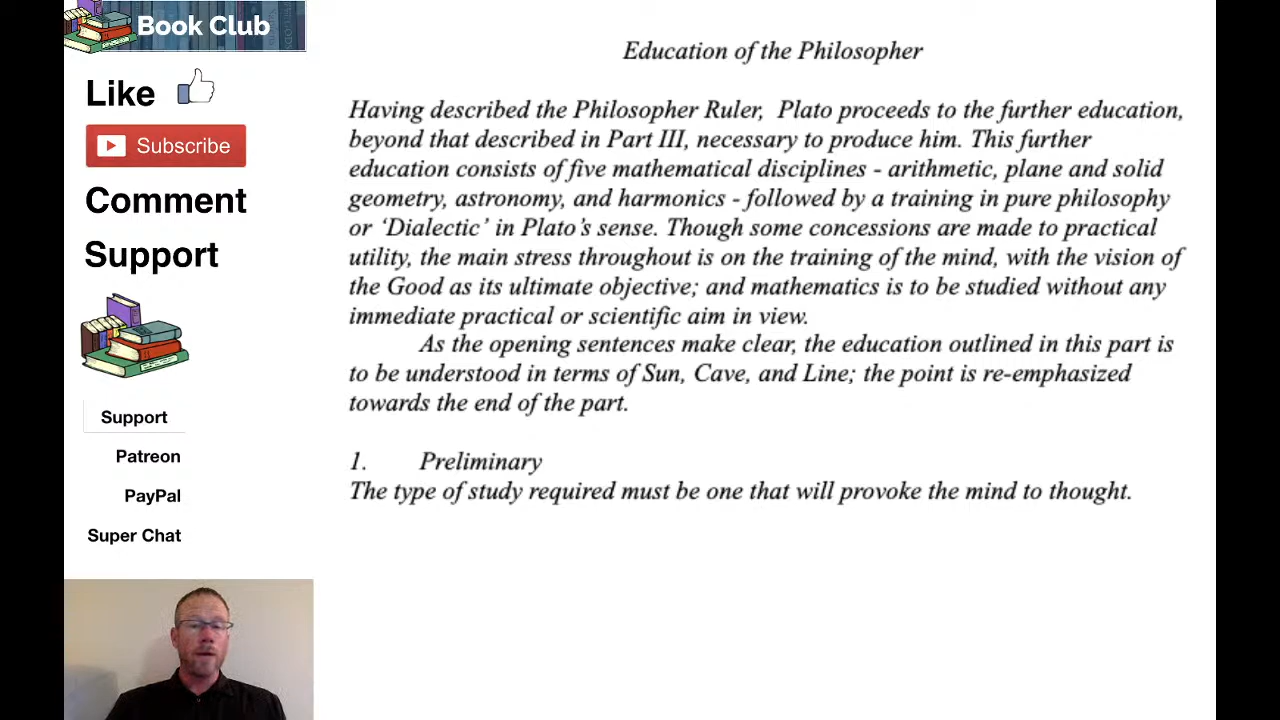 Book Club
Like
Subscribe
Comment
Support
Support
Patreon
PayPal
Super Chat
Education of the Philosopher
Having described the Philosopher Ruler, Plato proceeds to the further education,
beyond that described in Part III, necessary to produce him. This further
education consists of five mathematical disciplines - arithmetic, plane and solid
geometry, astronomy, and harmonics - followed by a training in pure philosophy
or ‘Dialectic’ in Plato’s sense. Though some concessions are made to practical
utility, the main stress throughout is on the training of the mind, with the vision of
the Good as its ultimate objective; and mathematics is to be studied without any
immediate practical or scientific aim in view.
As the opening sentences make clear, the education outlined in this part is
to be understood in terms of Sun, Cave, and Line; the point is re-emphasized
towards the end of the part.
1. Preliminary
The type of study required must be one that will provoke the mind to thought.